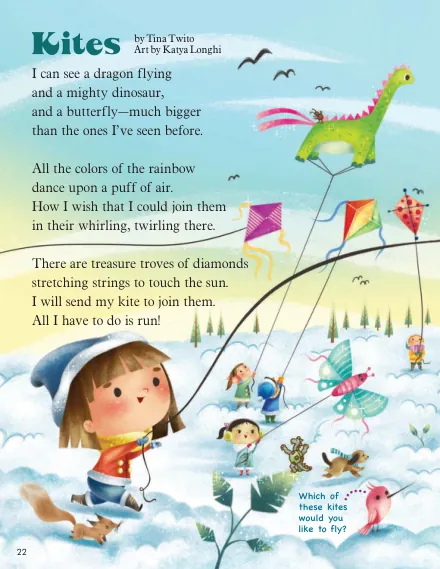 Kites
by Tina Twito
Art by Katya Longhi
I can see a dragon flying
and a mighty dinosaur,
and a butterfly—much bigger
than the ones I've seen before.
All the colors of the rainbow
dance upon a puff of air.
How I wish that I could join them
in their whirling, twirling there.
There are treasure troves of diamonds
stretching strings to touch the sun.
I will send my kite to join them.
All I have to do is run!
Which of
these kites
would you
like to fly?
22